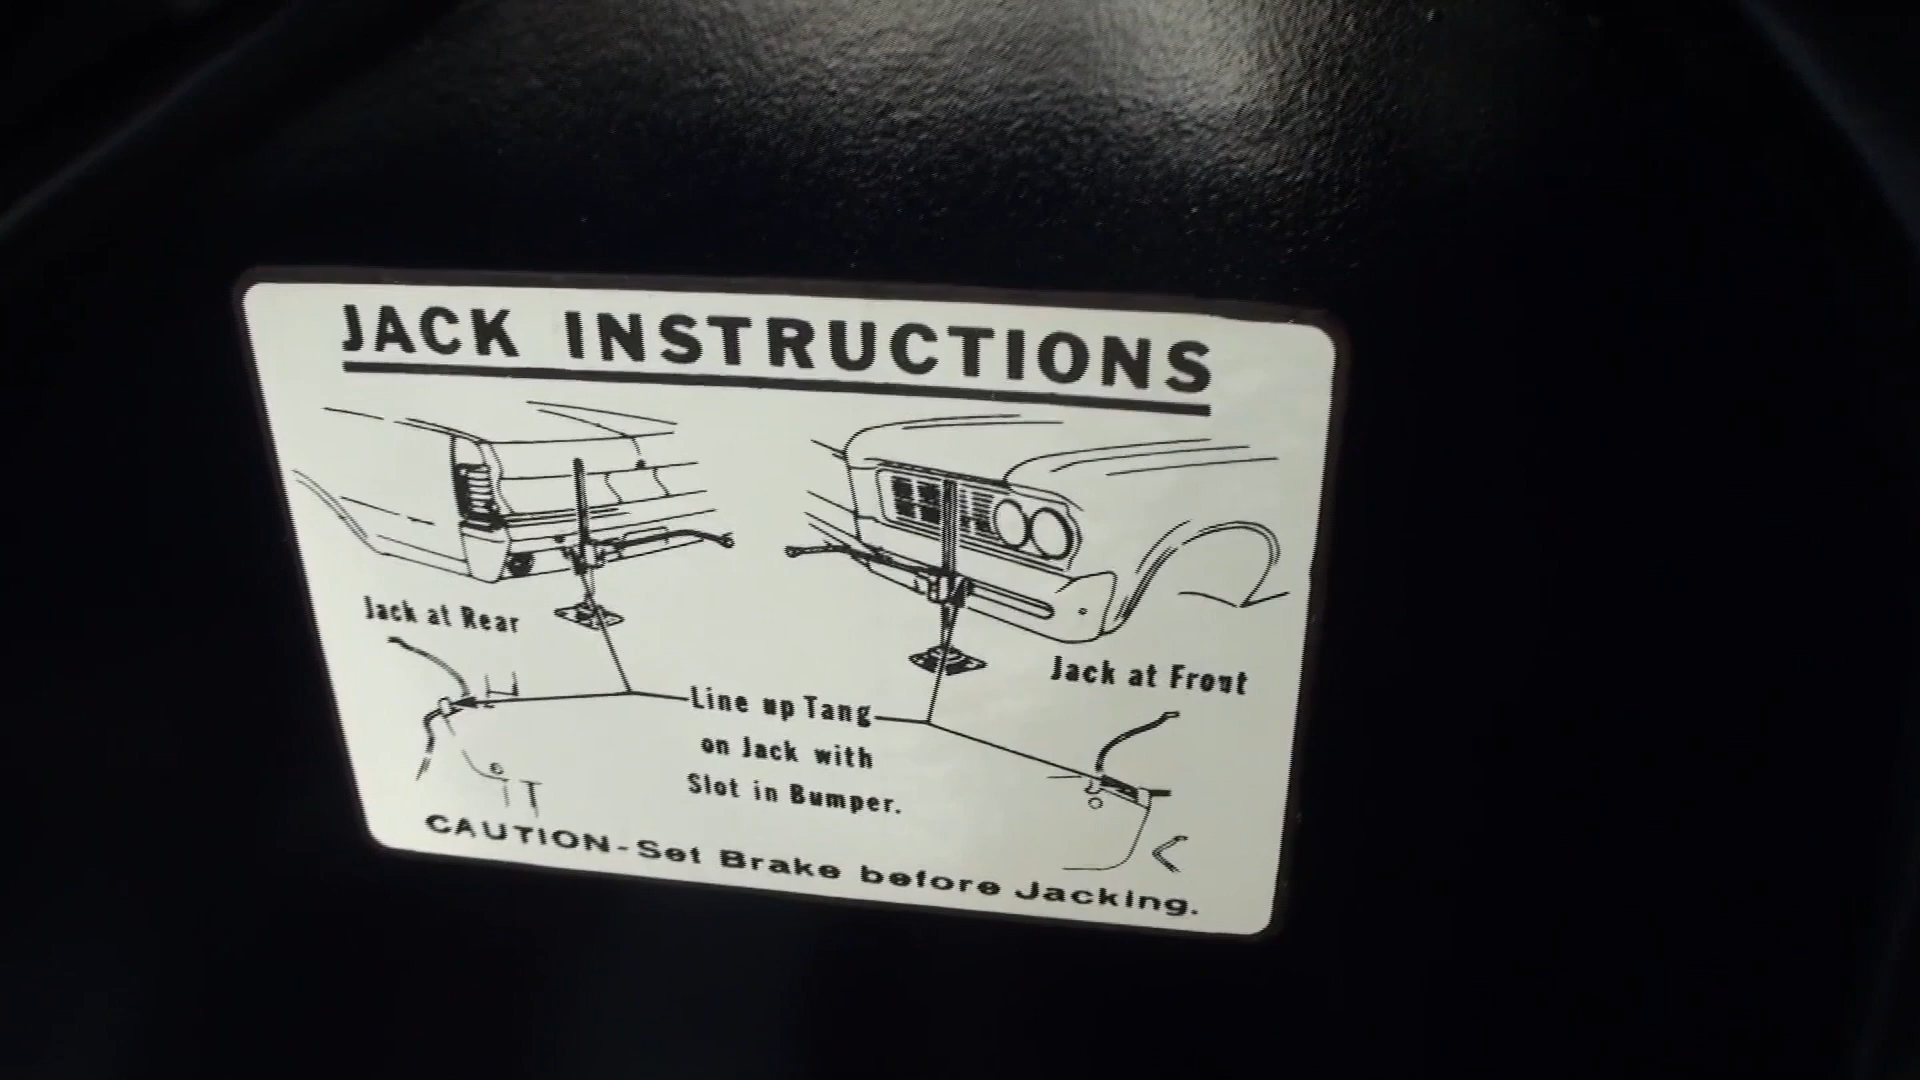 JACK INSTRUCTIONS
Jack at Rear
Jack at Front
Line up Tang
on Jack with
Slot in Bumper.
CAUTION-Set Brake before Jacking.